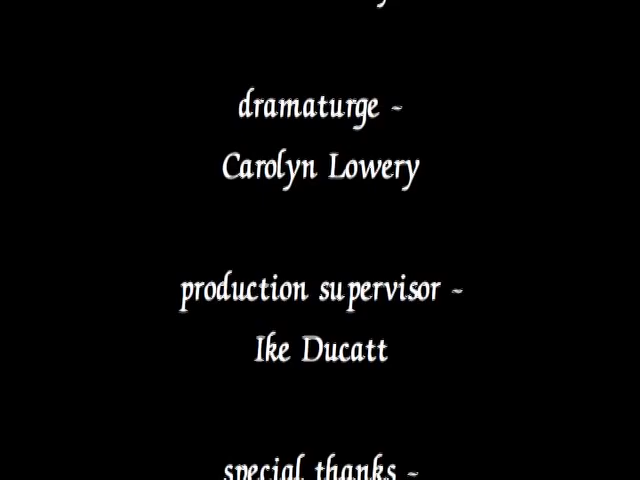 dramaturge -
Carolyn Lowery
production supervisor -
Ike Ducatt
special thanks -